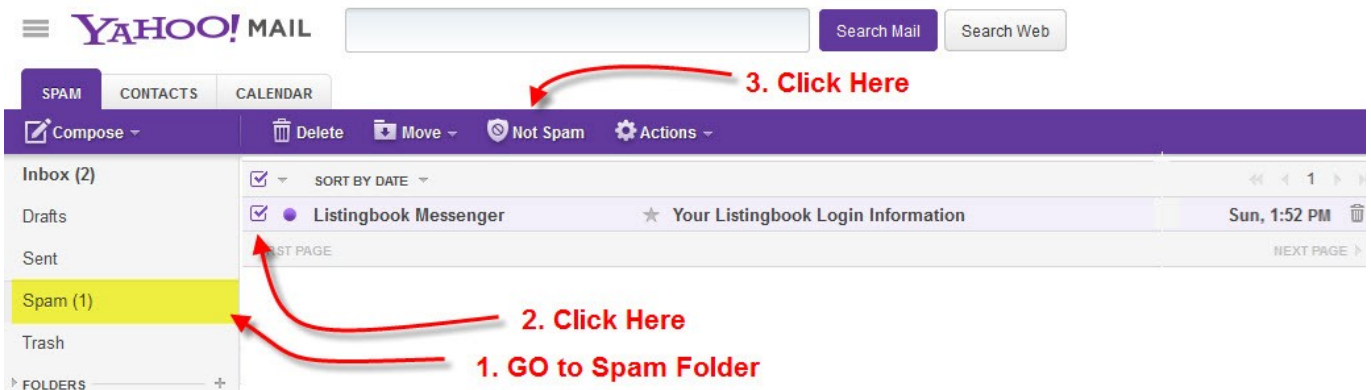 YAHOO! MAIL
Search Mail
Search Web
SPAM CONTACTS CALENDAR
3. Click Here
Compose
Delete Move Not Spam Actions
Inbox (2)
SORT BY DATE
1
Drafts
Listingbook Messenger Your Listingbook Login Information Sun, 1:52 PM
Sent
PAGE
NEXT PAGE
Spam (1)
2. Click Here
Trash
1. GO to Spam Folder
FOLDERS